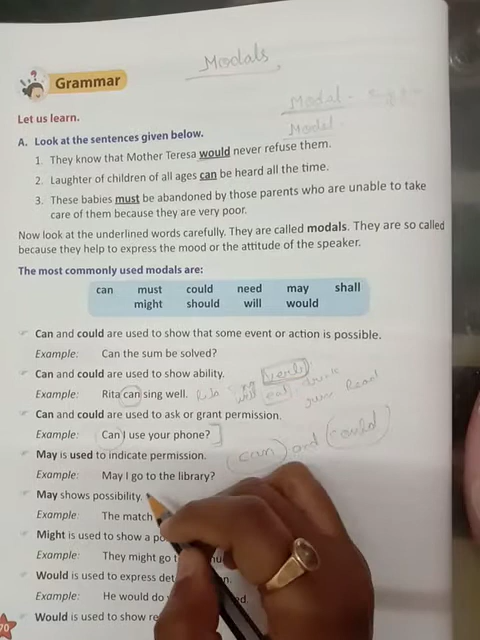 Modals
Grammar
Modal -
Model
Let us learn.
A. Look at the sentences given below.
1. They know that Mother Teresa would never refuse them.
2. Laughter of children of all ages can be heard all the time.
3. These babies must be abandoned by those parents who are unable to take
care of them because they are very poor.
Now look at the underlined words carefully. They are called modals. They are so called
because they help to express the mood or the attitude of the speaker.
The most commonly used modals are:
can must could need may shall
might should will would
Can and could are used to show that some event or action is possible.
Example: Can the sum be solved?
Can and could are used to show ability.
verb
Example: Rita can sing well. Rita will eat Read
Can and could are used to ask or grant permission.
Example: Can I use your phone?
can and could
May is used to indicate permission.
Example: May I go to the library?
May shows possibility.
Example: The match
Might is used to show a
Example: They might go
Would is used to express
Example: He would do
Would is used to show
70